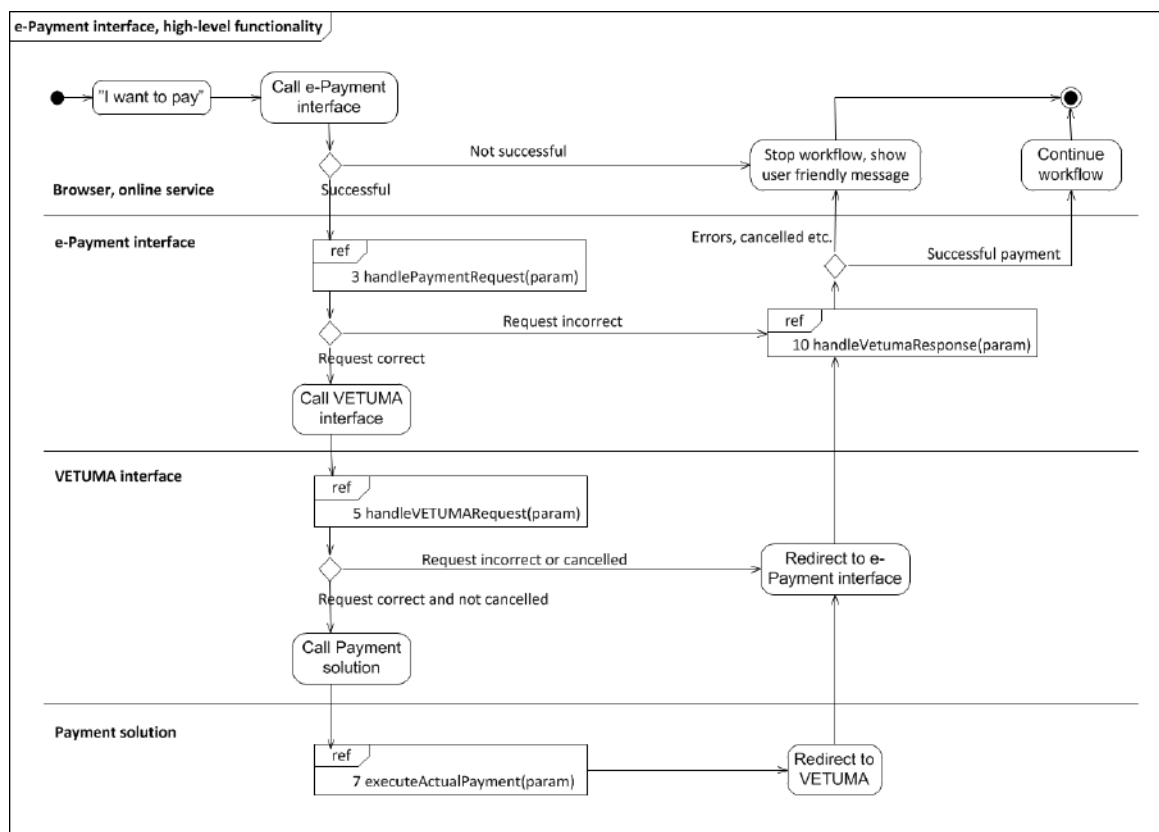 e-Payment interface, high-level functionality
"I want to pay"
Call e-Payment
interface
Not successful
Stop workflow, show
user friendly message
Continue
workflow
Browser, online service
Successful
e-Payment interface
ref
3 handlePaymentRequest(param)
Errors, cancelled etc.
Successful payment
Request incorrect
ref
10 handleVetumaResponse(param)
Request correct
Call VETUMA
interface
VETUMA interface
ref
5 handleVETUMARequest(param)
Request incorrect or cancelled
Redirect to e-
Payment interface
Request correct and not cancelled
Call Payment
solution
Payment solution
ref
7 executeActualPayment(param)
Redirect to
VETUMA